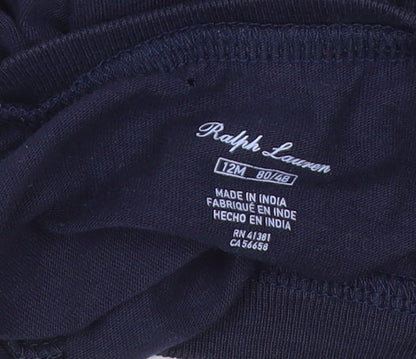 Ralph Lauren
12M 80/48
MADE IN INDIA
FABRIQUÉ EN INDE
HECHO EN INDIA
RN 41381
CA 56658